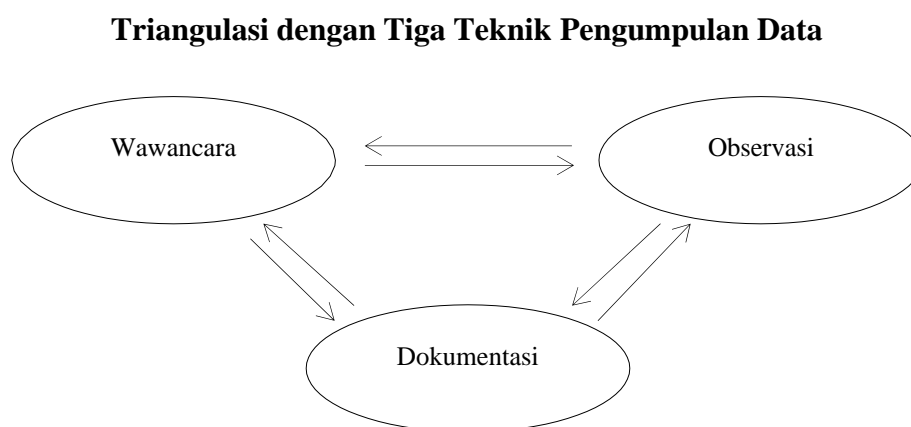 Triangulasi dengan Tiga Teknik Pengumpulan Data
Wawancara
Observasi
Dokumentasi